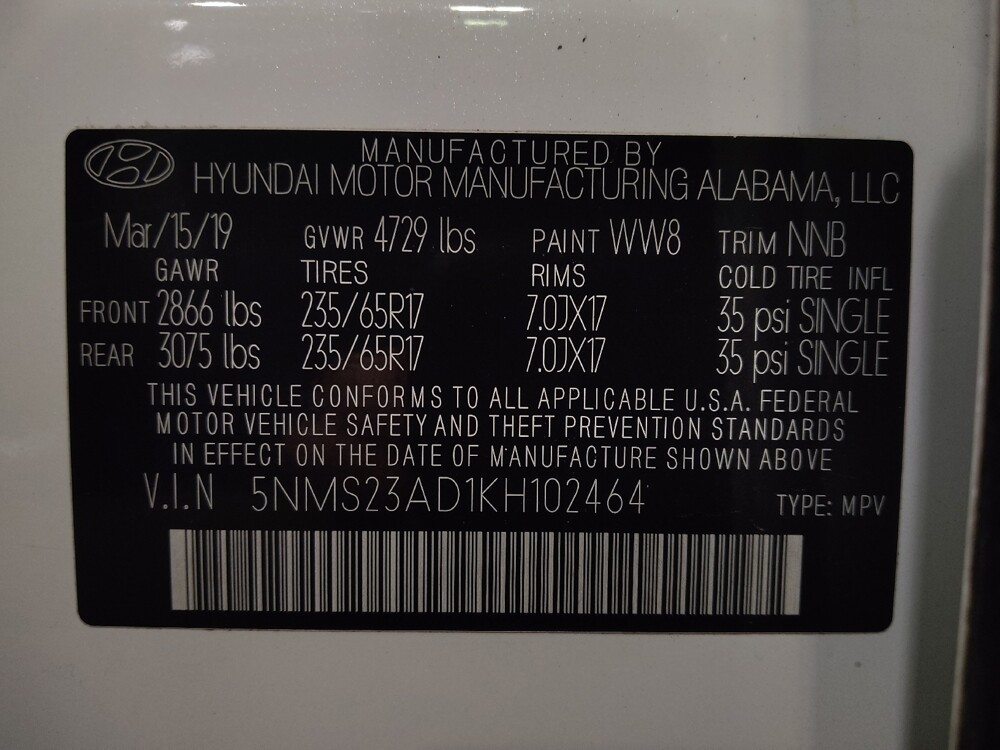 MANUFACTURED BY
HYUNDAI MOTOR MANUFACTURING ALABAMA, LLC
Mar/15/19 GVWR 4729 lbs PAINT WW8 TRIM NNB
GAWR TIRES RIMS COLD TIRE INFL
FRONT 2866 lbs 235/65R17 7.0JX17 35 psi SINGLE
REAR 3075 lbs 235/65R17 7.0JX17 35 psi SINGLE
THIS VEHICLE CONFORMS TO ALL APPLICABLE U.S.A. FEDERAL
MOTOR VEHICLE SAFETY AND THEFT PREVENTION STANDARDS
IN EFFECT ON THE DATE OF MANUFACTURE SHOWN ABOVE
V.I.N 5NMS23AD1KH102464 TYPE: MPV